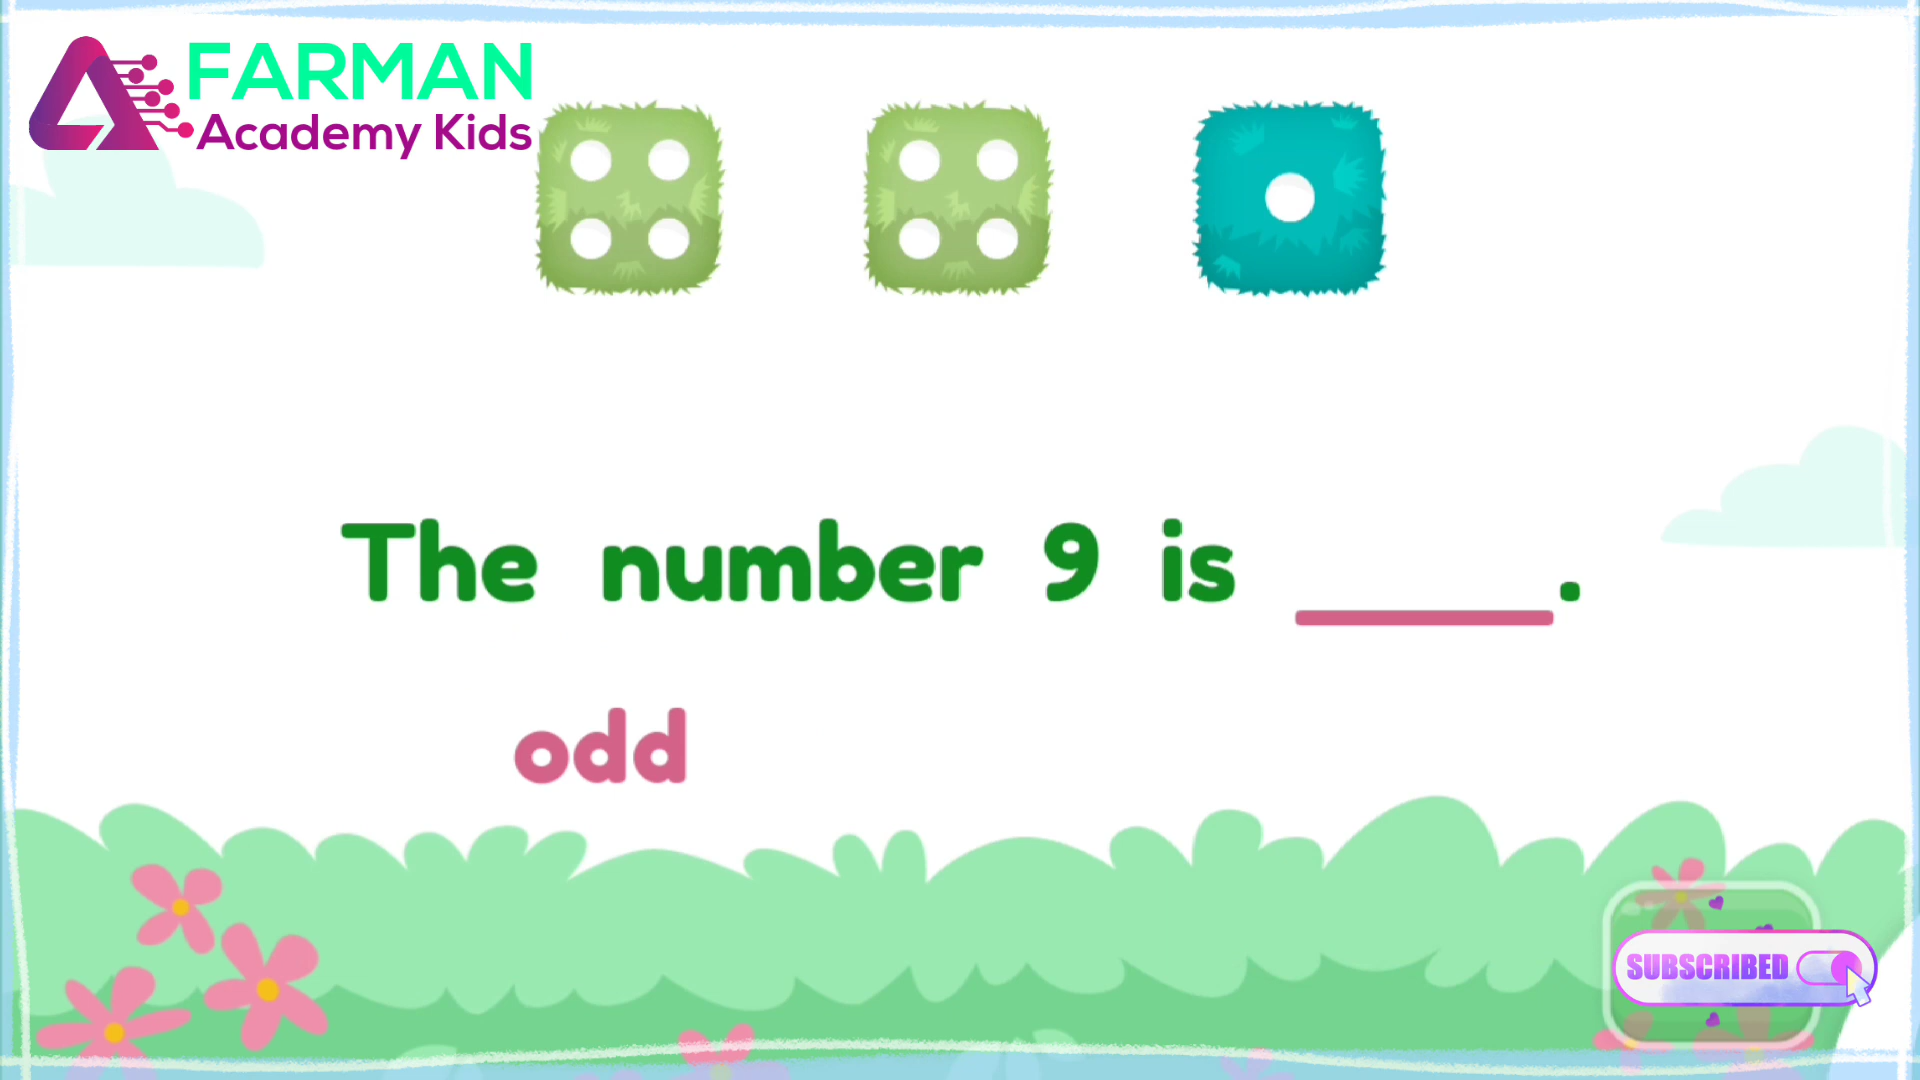 FARMAN
Academy Kids
The number 9 is ____.
odd
SUBSCRIBED